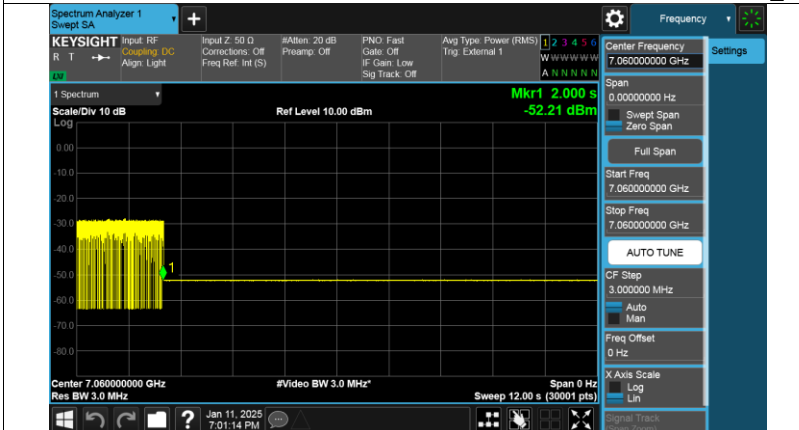 Spectrum Analyzer 1
Swept SA
Frequency
KEYSIGHT Input: RF Input Z: 50 Ω #Atten: 20 dB PNO: Fast Avg Type: Power (RMS) 1 2 3 4 5 6
R T Coupling: DC Corrections: Off Preamp: Off Gate: Off Trig: External 1 W W W W W W
Align: Light Freq Ref: Int (S) IF Gain: Low
Sig Track: Off A N N N N N
Center Frequency
7.060000000 GHz
Settings
Span
0.00000000 Hz
Swept Span
Zero Span
Full Span
Start Freq
7.060000000 GHz
Stop Freq
7.060000000 GHz
AUTO TUNE
CF Step
3.000000 MHz
Auto
Man
Freq Offset
0 Hz
X Axis Scale
Log
Lin
Signal Track
1 Spectrum
Mkr1 2.000 s
Scale/Div 10 dB Ref Level 10.00 dBm -52.21 dBm
Log
0.00
-10.0
-20.0
-30.0
-40.0
-50.0
-60.0
-70.0
-80.0
1
Center 7.060000000 GHz #Video BW 3.0 MHz* Span 0 Hz
Res BW 3.0 MHz Sweep 12.00 s (30001 pts)
? Jan 11, 2025
7:01:14 PM